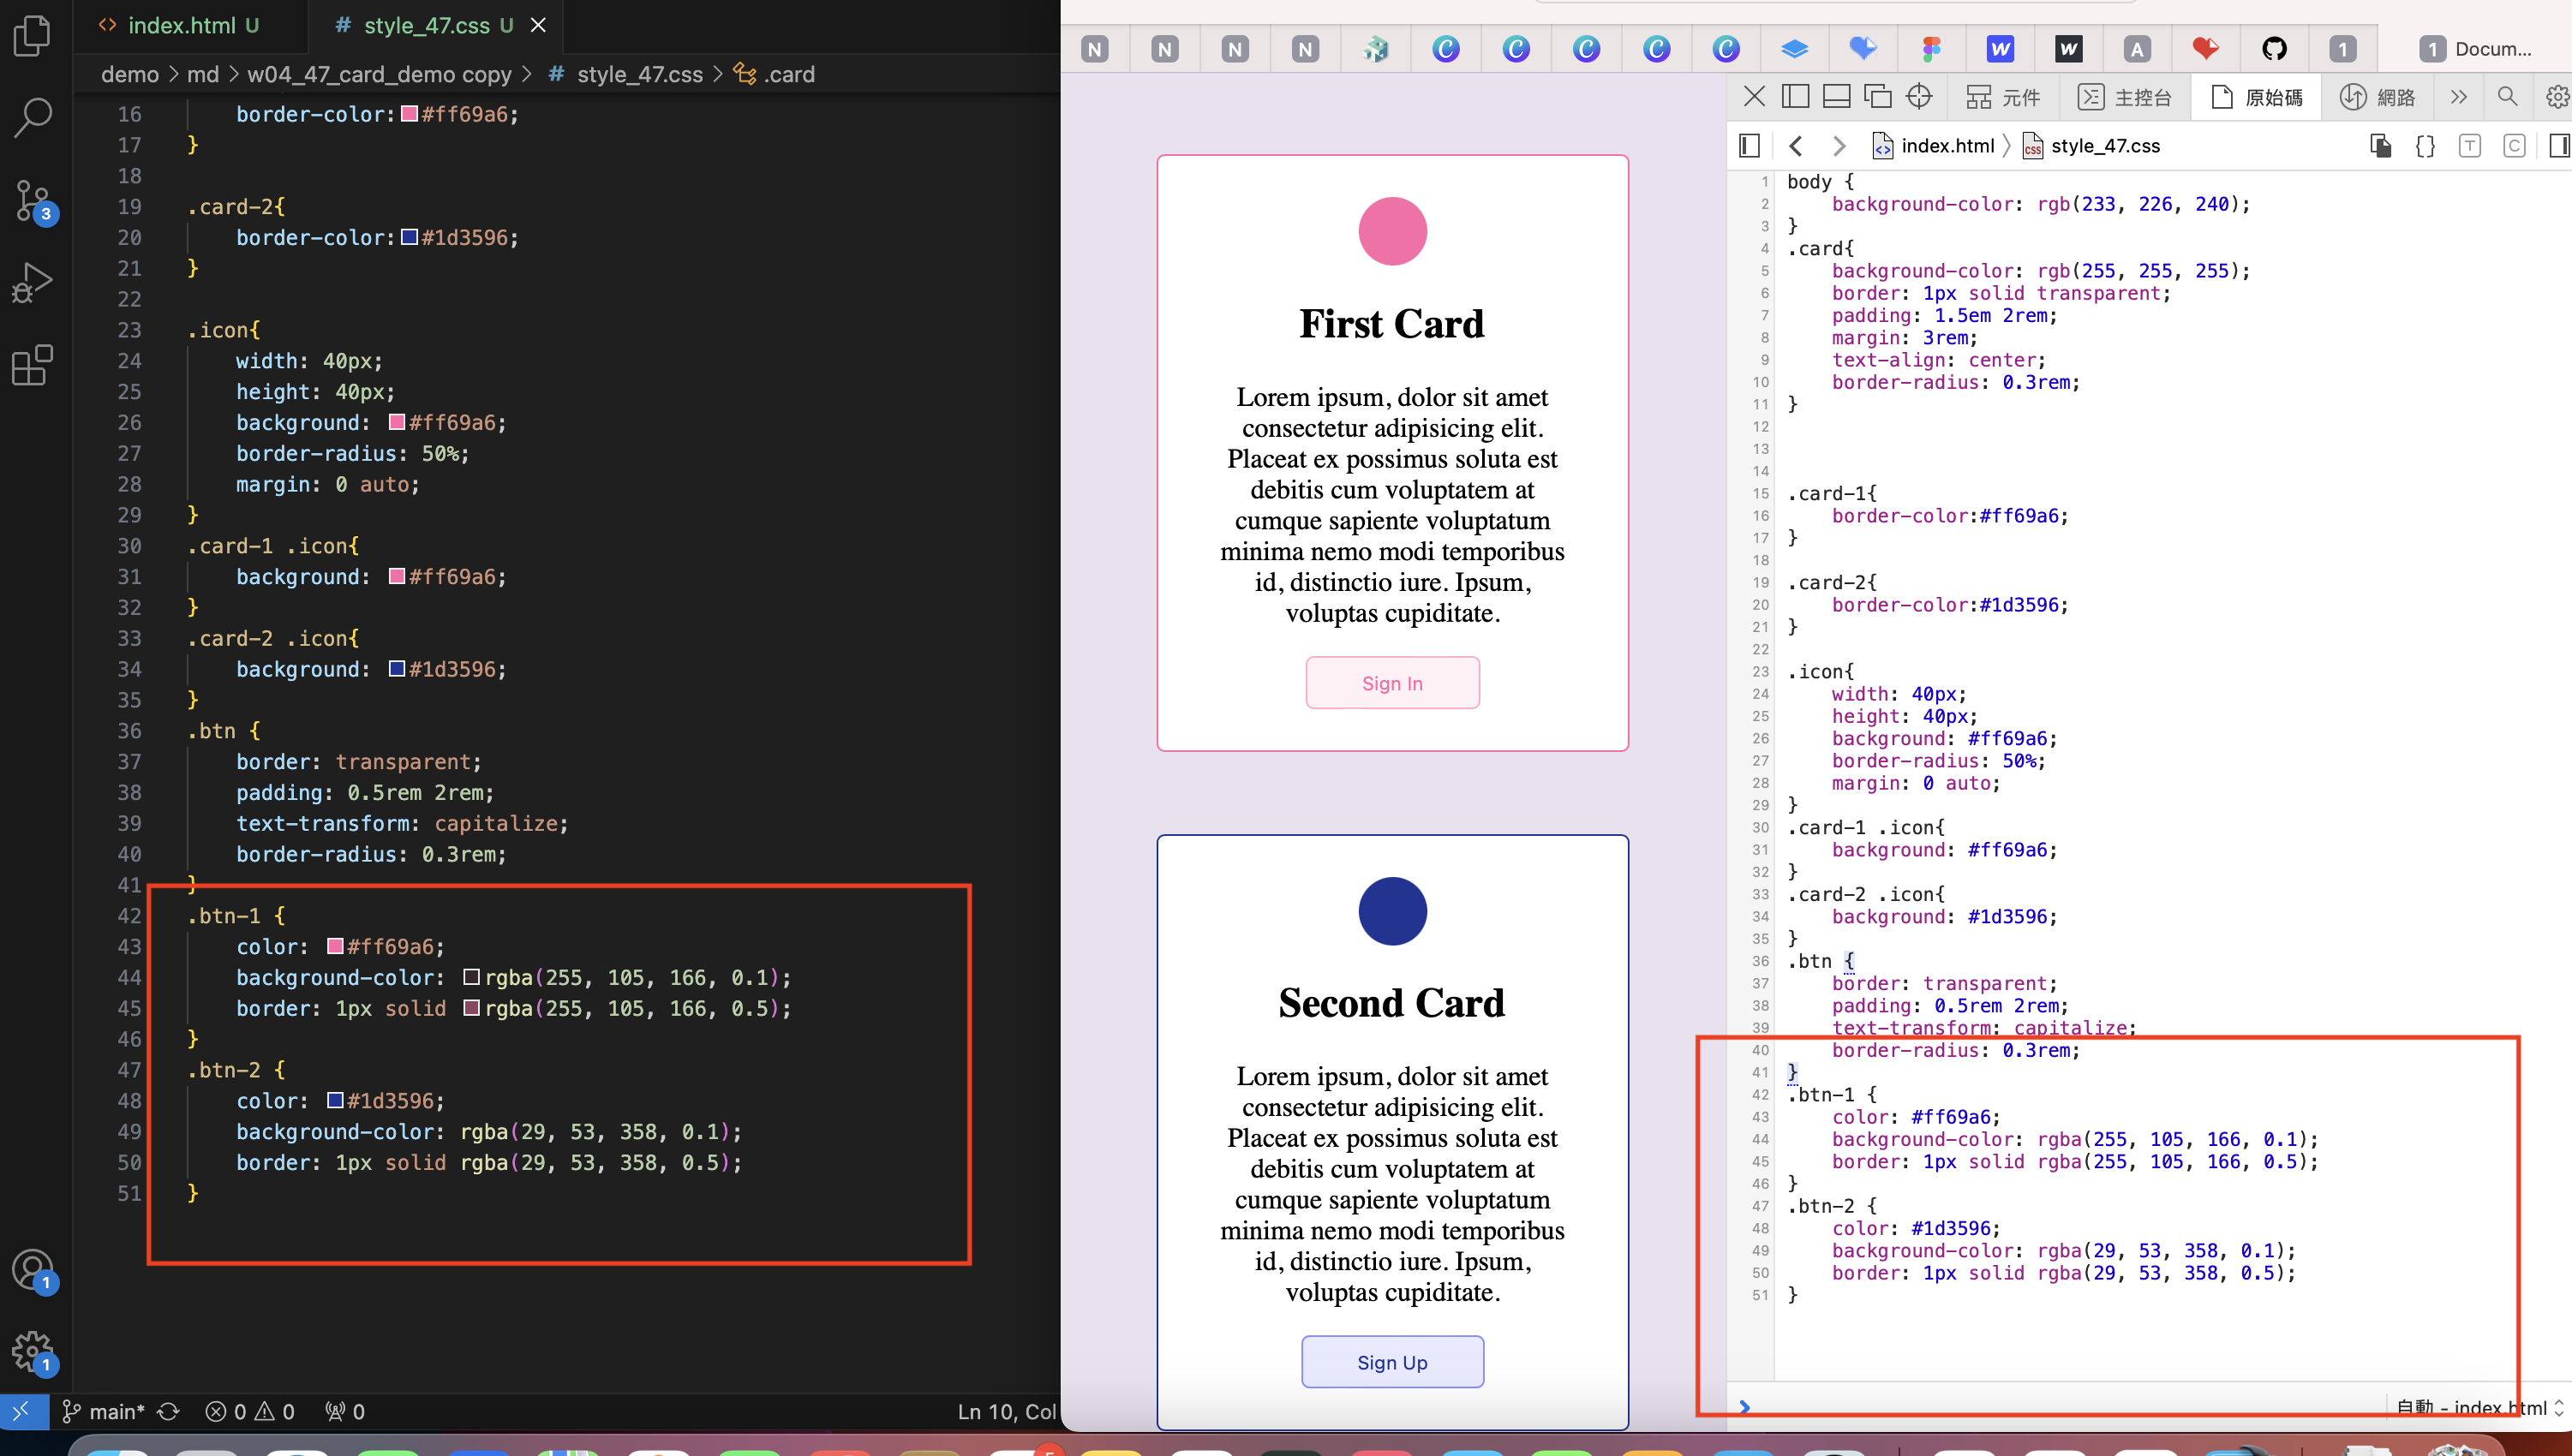 index.html U
style_47.css U
demo > md > w04_47_card_demo copy > # style_47.css > .card
16 border-color: #ff69a6;
17 }
18
19 .card-2{
20 border-color: #1d3596;
21 }
22
23 .icon{
24 width: 40px;
25 height: 40px;
26 background: #ff69a6;
27 border-radius: 50%;
28 margin: 0 auto;
29 }
30 .card-1 .icon{
31 background: #ff69a6;
32 }
33 .card-2 .icon{
34 background: #1d3596;
35 }
36 .btn {
37 border: transparent;
38 padding: 0.5rem 2rem;
39 text-transform: capitalize;
40 border-radius: 0.3rem;
41 }
42 .btn-1 {
43 color: #ff69a6;
44 background-color: rgba(255, 105, 166, 0.1);
45 border: 1px solid rgba(255, 105, 166, 0.5);
46 }
47 .btn-2 {
48 color: #1d3596;
49 background-color: rgba(29, 53, 358, 0.1);
50 border: 1px solid rgba(29, 53, 358, 0.5);
51 }
3
1
1
main* 0 0 0
Ln 10, Col
N N N N C C C C C W W A 1 1 Docum...
First Card
Lorem ipsum, dolor sit amet
consectetur adipisicing elit.
Placeat ex possimus soluta est
debitis cum voluptatem at
cumque sapiente voluptatum
minima nemo modi temporibus
id, distinctio iure. Ipsum,
voluptas cupiditate.
Sign In
Second Card
Lorem ipsum, dolor sit amet
consectetur adipisicing elit.
Placeat ex possimus soluta est
debitis cum voluptatem at
cumque sapiente voluptatum
minima nemo modi temporibus
id, distinctio iure. Ipsum,
voluptas cupiditate.
Sign Up
元件 主控台 原始碼 網路
index.html css style_47.css {} T C
1 body {
2 background-color: rgb(233, 226, 240);
3 }
4 .card{
5 background-color: rgb(255, 255, 255);
6 border: 1px solid transparent;
7 padding: 1.5em 2rem;
8 margin: 3rem;
9 text-align: center;
10 border-radius: 0.3rem;
11 }
12
13
14
15 .card-1{
16 border-color:#ff69a6;
17 }
18
19 .card-2{
20 border-color:#1d3596;
21 }
22
23 .icon{
24 width: 40px;
25 height: 40px;
26 background: #ff69a6;
27 border-radius: 50%;
28 margin: 0 auto;
29 }
30 .card-1 .icon{
31 background: #ff69a6;
32 }
33 .card-2 .icon{
34 background: #1d3596;
35 }
36 .btn {
37 border: transparent;
38 padding: 0.5rem 2rem;
39 text-transform: capitalize;
40 border-radius: 0.3rem;
41 }
42 .btn-1 {
43 color: #ff69a6;
44 background-color: rgba(255, 105, 166, 0.1);
45 border: 1px solid rgba(255, 105, 166, 0.5);
46 }
47 .btn-2 {
48 color: #1d3596;
49 background-color: rgba(29, 53, 358, 0.1);
50 border: 1px solid rgba(29, 53, 358, 0.5);
51 }
自動 - index.html
5